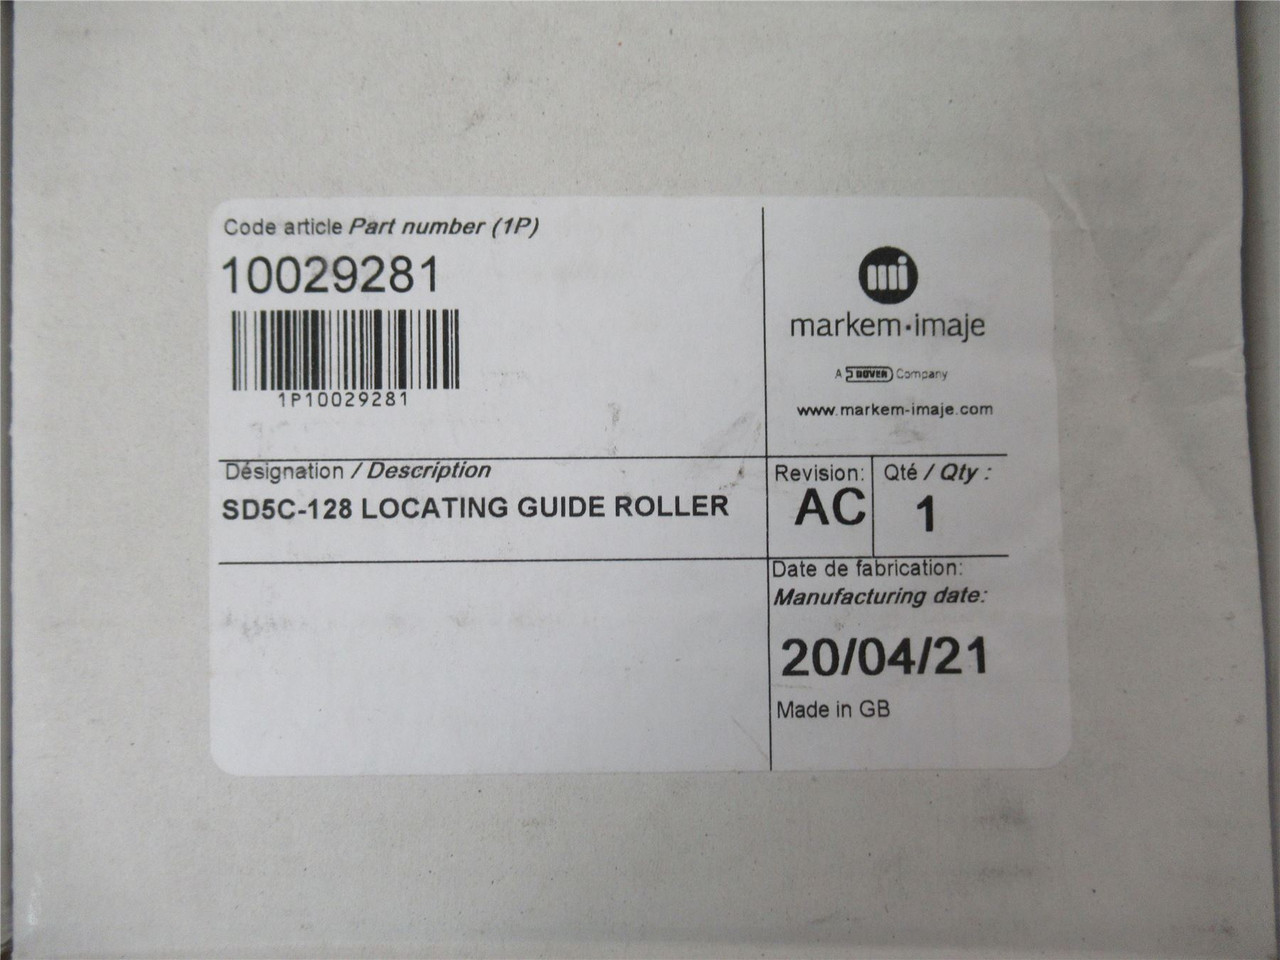 Code article Part number (1P)
10029281
1P10029281
mi
markem·imaje
A DOVER Company
www.markem-imaje.com
Désignation / Description
SD5C-128 LOCATING GUIDE ROLLER
Revision:
AC
Qté / Qty :
1
Date de fabrication:
Manufacturing date:
20/04/21
Made in GB